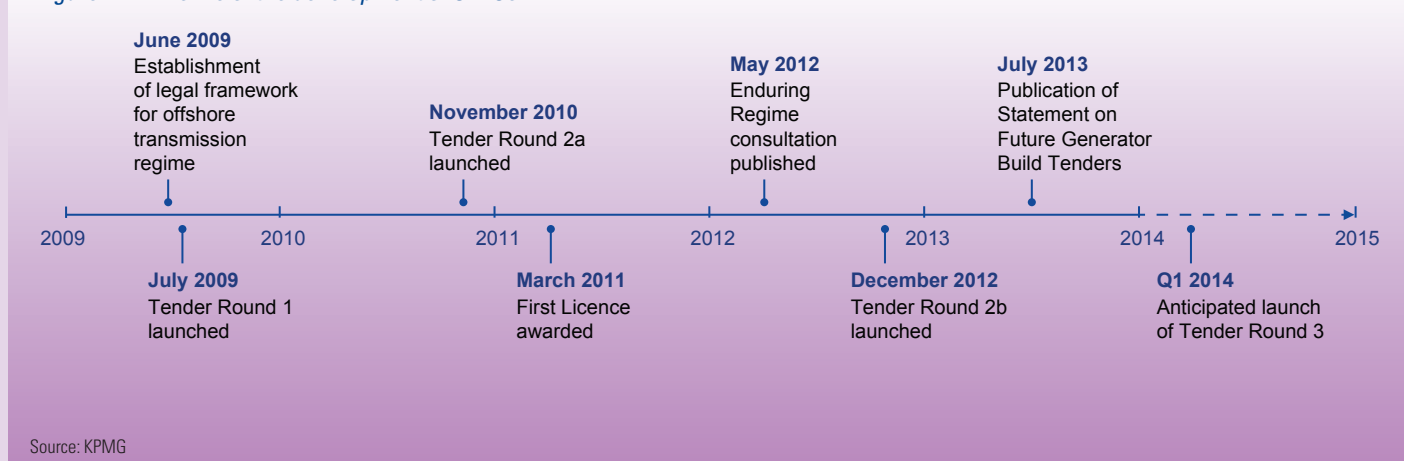 June 2009
Establishment
of legal framework
for offshore
transmission
regime
November 2010
Tender Round 2a
launched
May 2012
Enduring
Regime
consultation
published
July 2013
Publication of
Statement on
Future Generator
Build Tenders
2009
2010
2011
2012
2013
2014
2015
July 2009
Tender Round 1
launched
March 2011
First Licence
awarded
December 2012
Tender Round 2b
launched
Q1 2014
Anticipated launch
of Tender Round 3
Source: KPMG